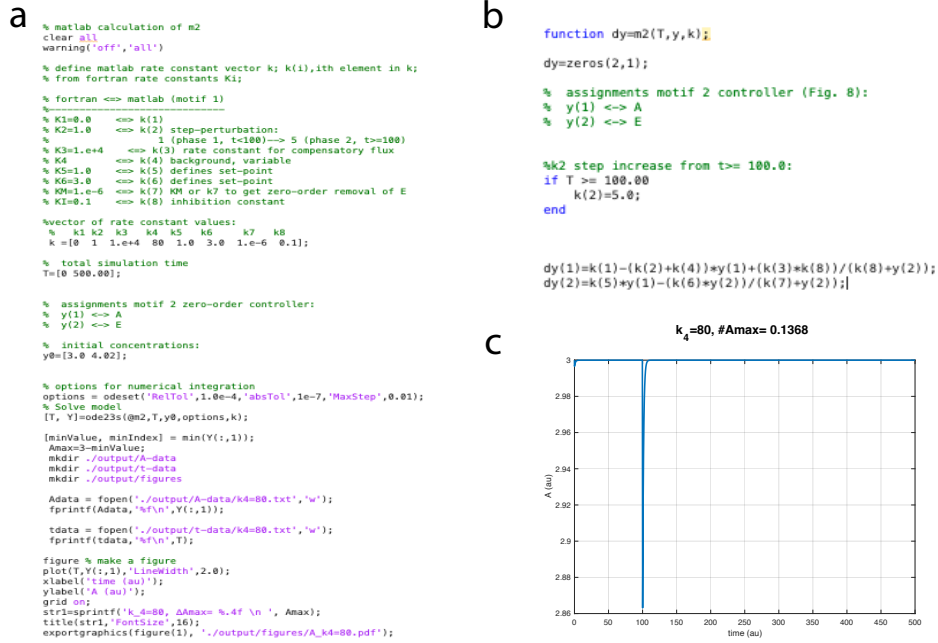 a
% matlab calculation of m2
clear all
warning('off','all')
% define matlab rate constant vector k; k(i),ith element in k;
% from fortran rate constants Ki;
% fortran <=> matlab (motif 1)
%------------------------------
% K1=0.0 <=> k(1)
% K2=1.0 <=> k(2) step-perturbation:
% 1 (phase 1, t<100)--> 5 (phase 2, t>=100)
% K3=1.e+4 <=> k(3) rate constant for compensatory flux
% K4 <=> k(4) background, variable
% K5=1.0 <=> k(5) defines set-point
% K6=3.0 <=> k(6) defines set-point
% KM=1.e-6 <=> k(7) KM or k7 to get zero-order removal of E
% KI=0.1 <=> k(8) inhibition constant
%vector of rate constant values:
% k1 k2 k3 k4 k5 k6 k7 k8
k =[0 1 1.e+4 80 1.0 3.0 1.e-6 0.1];
% total simulation time
T=[0 500.00];
% assignments motif 2 zero-order controller:
% y(1) <-> A
% y(2) <-> E
% initial concentrations:
y0=[3.0 4.02];
% options for numerical integration
options = odeset('RelTol',1.0e-4,'absTol',1e-7,'MaxStep',0.01);
% Solve model
[T, Y]=ode23s(@m2,T,y0,options,k);
[minValue, minIndex] = min(Y(:,1));
Amax=3-minValue;
mkdir ./output/A-data
mkdir ./output/t-data
mkdir ./output/figures
Adata = fopen('./output/A-data/k4=80.txt','w');
fprintf(Adata,'%f\n',Y(:,1));
tdata = fopen('./output/t-data/k4=80.txt','w');
fprintf(tdata,'%f\n',T);
figure % make a figure
plot(T,Y(:,1),'LineWidth',2.0);
xlabel('time (au)');
ylabel('A (au)');
grid on;
str1=sprintf('k_4=80, ΔAmax= %.4f \n ', Amax);
title(str1,'FontSize',16);
exportgraphics(figure(1), './output/figures/A_k4=80.pdf');
b
function dy=m2(T,y,k);
dy=zeros(2,1);
% assignments motif 2 controller (Fig. 8):
% y(1) <-> A
% y(2) <-> E
%k2 step increase from t>= 100.0:
if T >= 100.00
k(2)=5.0;
end
dy(1)=k(1)-(k(2)+k(4))*y(1)+(k(3)*k(8))/(k(8)+y(2));
dy(2)=k(5)*y(1)-(k(6)*y(2))/(k(7)+y(2));
c
k4=80, #Amax= 0.1368
3
2.98
2.96
2.94
2.92
2.9
2.88
2.86
A (au)
0 50 100 150 200 250 300 350 400 450 500
time (au)